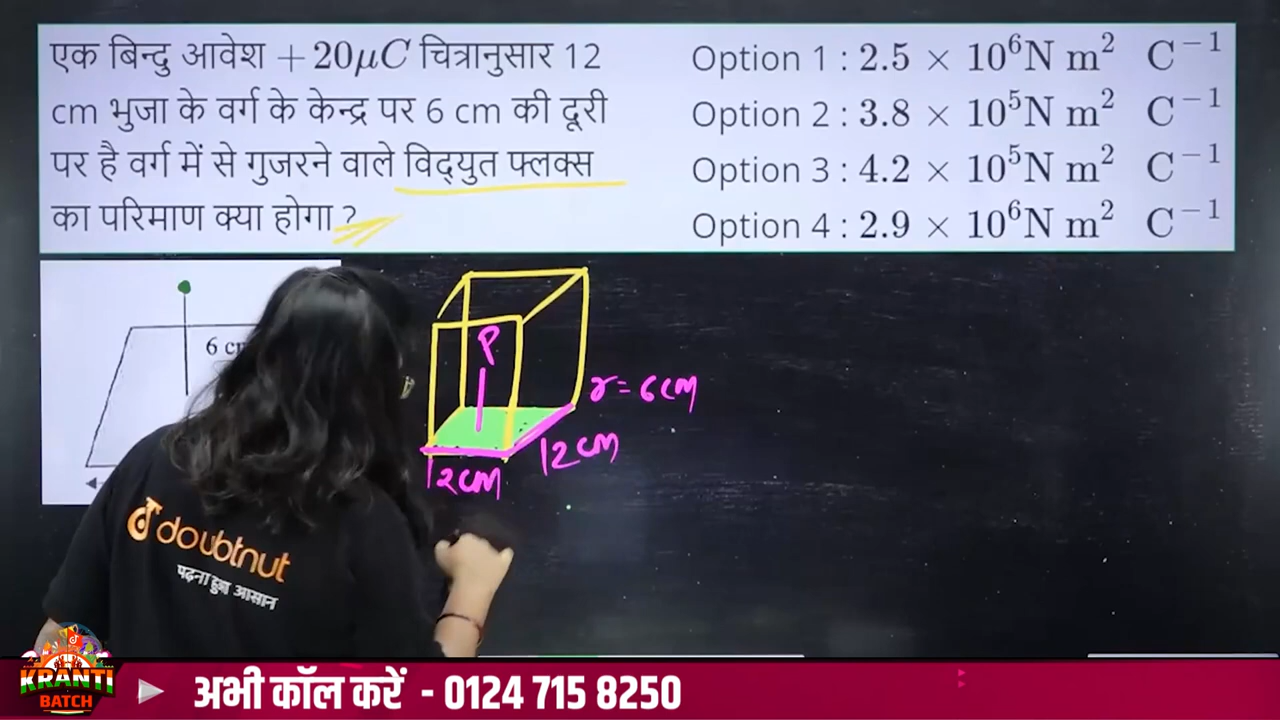 एक बिन्दु आवेश +20μC चित्रानुसार 12
cm भुजा के वर्ग के केन्द्र पर 6 cm की दूरी
पर है वर्ग में से गुजरने वाले विद्युत फ्लक्स
का परिमाण क्या होगा ?
Option 1 : 2.5 × 10⁶N m² C⁻¹
Option 2 : 3.8 × 10⁵N m² C⁻¹
Option 3 : 4.2 × 10⁵N m² C⁻¹
Option 4 : 2.9 × 10⁶N m² C⁻¹
6
P
r = 6cm
12cm
12cm
doubtnut
पढ़ना हुआ आसान
KRANTI
BATCH
अभी कॉल करें - 0124 715 8250